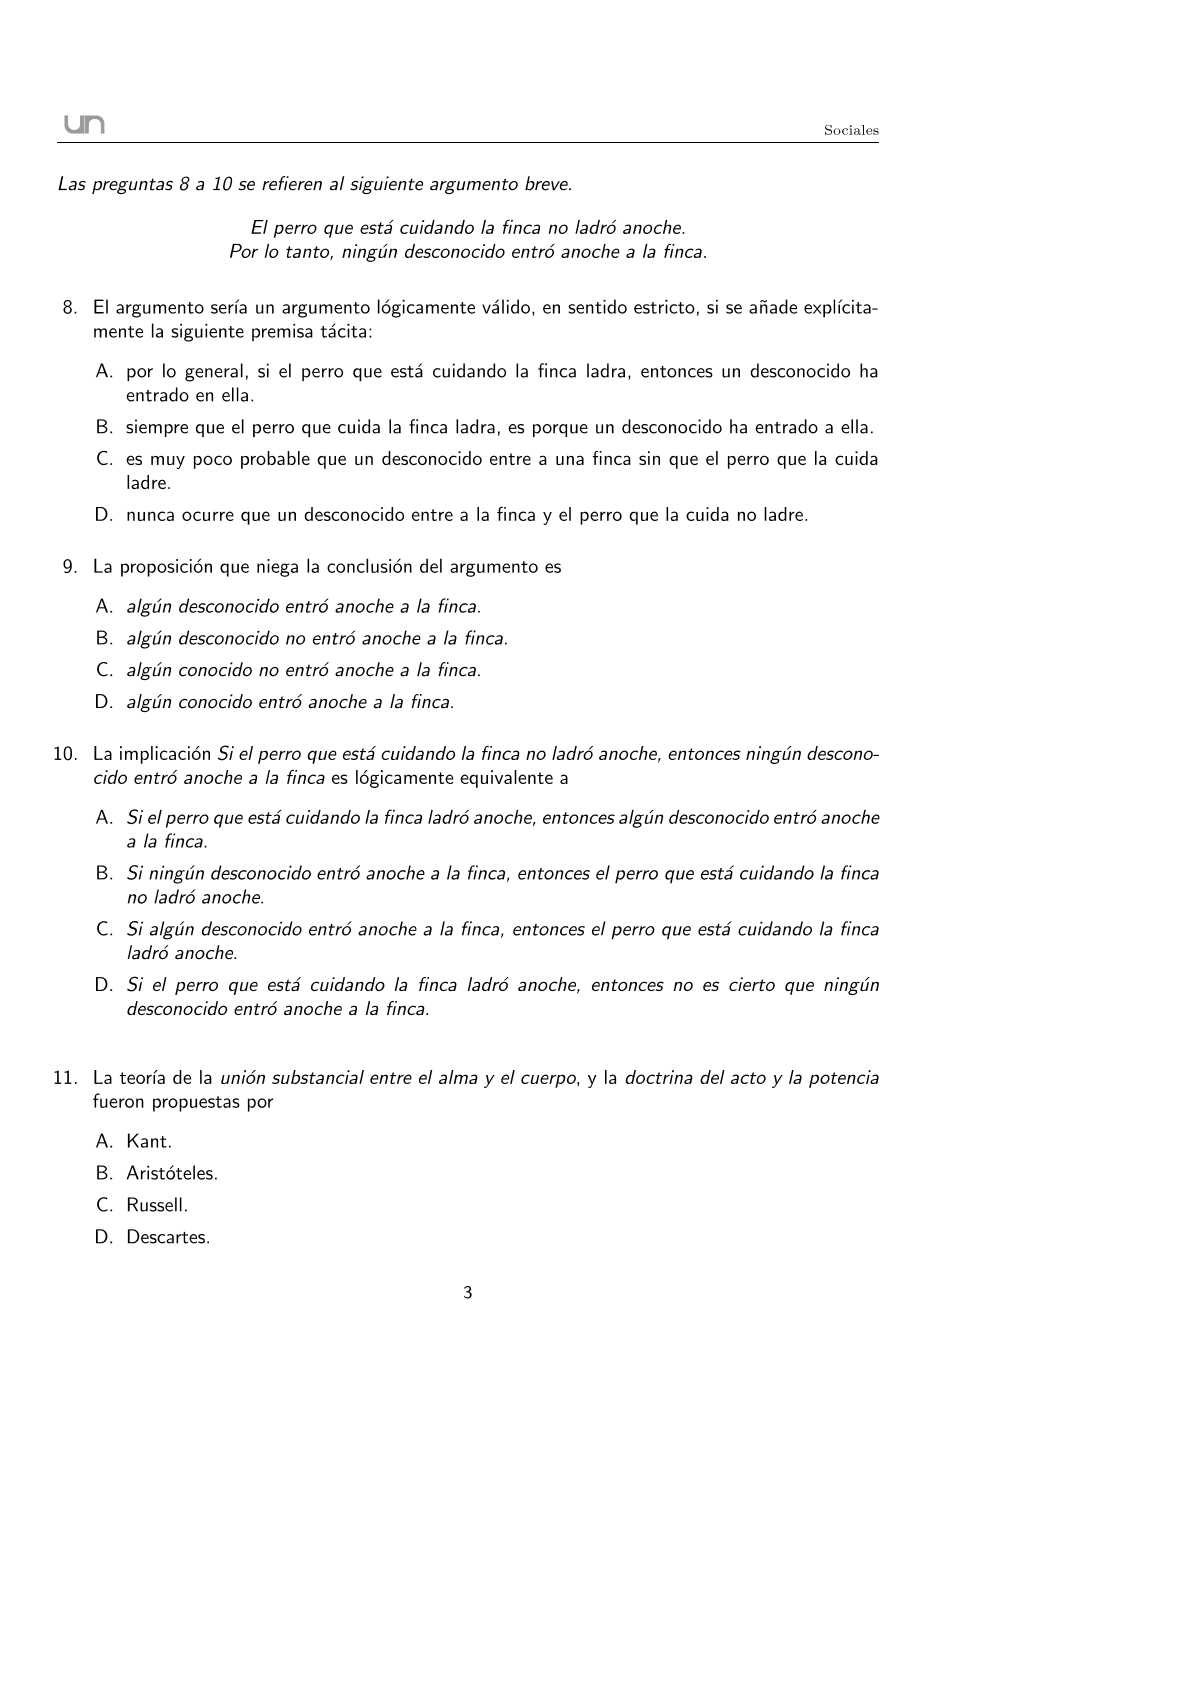 un
Sociales
Las preguntas 8 a 10 se refieren al siguiente argumento breve.
El perro que está cuidando la finca no ladró anoche.
Por lo tanto, ningún desconocido entró anoche a la finca.
8. El argumento sería un argumento lógicamente válido, en sentido estricto, si se añade explícita-
mente la siguiente premisa tácita:
A. por lo general, si el perro que está cuidando la finca ladra, entonces un desconocido ha
entrado en ella.
B. siempre que el perro que cuida la finca ladra, es porque un desconocido ha entrado a ella.
C. es muy poco probable que un desconocido entre a una finca sin que el perro que la cuida
ladre.
D. nunca ocurre que un desconocido entre a la finca y el perro que la cuida no ladre.
9. La proposición que niega la conclusión del argumento es
A. algún desconocido entró anoche a la finca.
B. algún desconocido no entró anoche a la finca.
C. algún conocido no entró anoche a la finca.
D. algún conocido entró anoche a la finca.
10. La implicación Si el perro que está cuidando la finca no ladró anoche, entonces ningún descono-
cido entró anoche a la finca es lógicamente equivalente a
A. Si el perro que está cuidando la finca ladró anoche, entonces algún desconocido entró anoche
a la finca.
B. Si ningún desconocido entró anoche a la finca, entonces el perro que está cuidando la finca
no ladró anoche.
C. Si algún desconocido entró anoche a la finca, entonces el perro que está cuidando la finca
ladró anoche.
D. Si el perro que está cuidando la finca ladró anoche, entonces no es cierto que ningún
desconocido entró anoche a la finca.
11. La teoría de la unión substancial entre el alma y el cuerpo, y la doctrina del acto y la potencia
fueron propuestas por
A. Kant.
B. Aristóteles.
C. Russell.
D. Descartes.
3